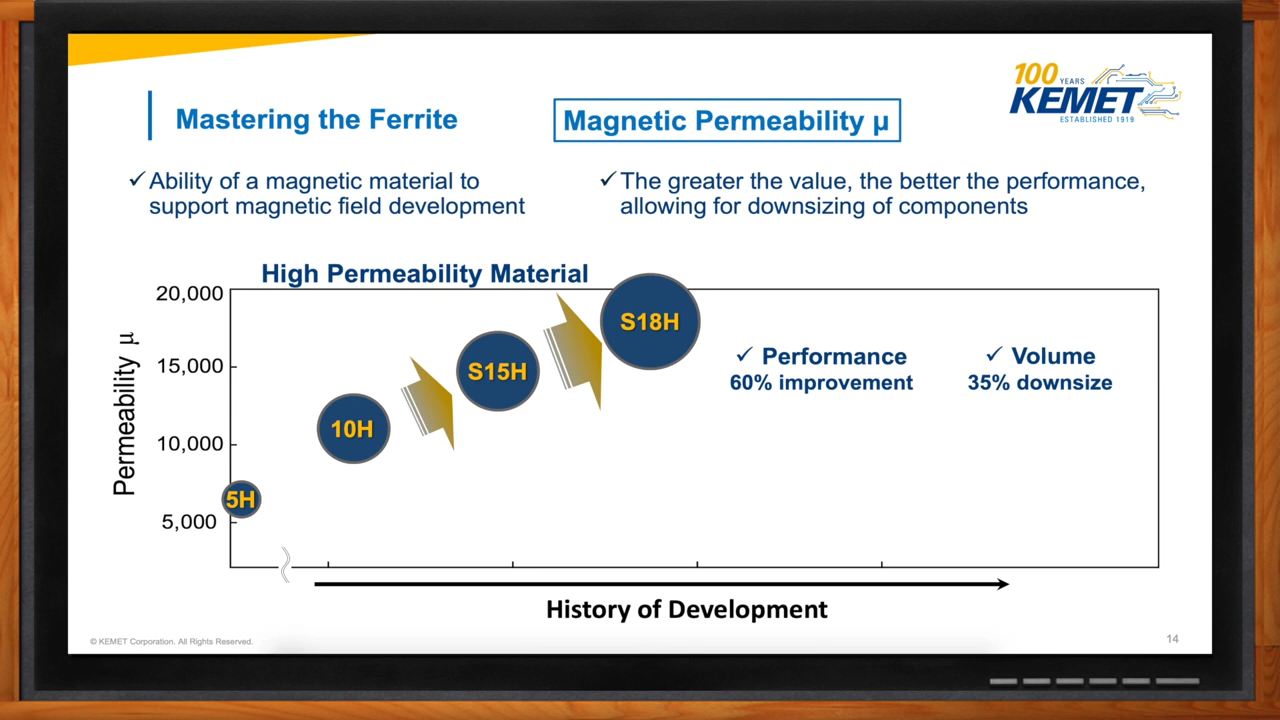 100 YEARS
KEMET
ESTABLISHED 1919
Mastering the Ferrite
Magnetic Permeability µ
✓ Ability of a magnetic material to
support magnetic field development
✓ The greater the value, the better the performance,
allowing for downsizing of components
High Permeability Material
Permeability µ
20,000
15,000
10,000
5,000
5H
10H
S15H
S18H
✓ Performance
60% improvement
✓ Volume
35% downsize
History of Development
© KEMET Corporation. All Rights Reserved.
14